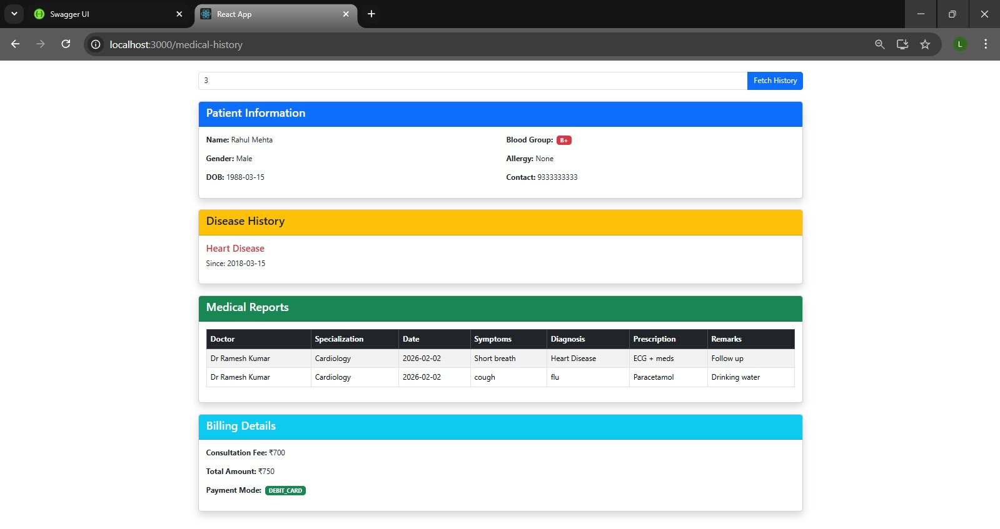 Swagger UI
React App
localhost:3000/medical-history
L
3
Fetch History
Patient Information
Name: Rahul Mehta
Blood Group: B+
Gender: Male
Allergy: None
DOB: 1988-03-15
Contact: 9333333333
Disease History
Heart Disease
Since: 2018-03-15
Medical Reports
Doctor Specialization Date Symptoms Diagnosis Prescription Remarks
Dr Ramesh Kumar Cardiology 2026-02-02 Short breath Heart Disease ECG + meds Follow up
Dr Ramesh Kumar Cardiology 2026-02-02 cough flu Paracetamol Drinking water
Billing Details
Consultation Fee: ₹700
Total Amount: ₹750
Payment Mode: DEBIT_CARD